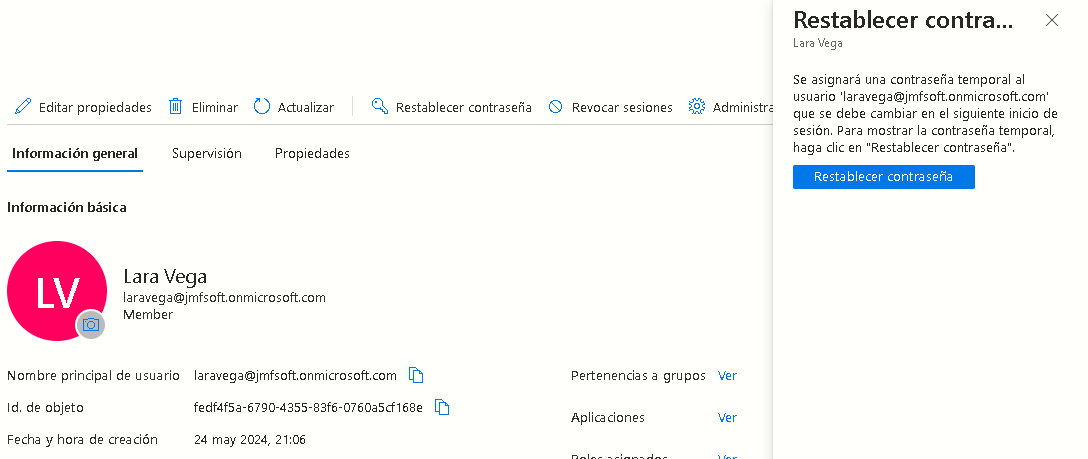 Restablecer contra...
Lara Vega
Se asignará una contraseña temporal al
usuario 'laravega@jmfsoft.onmicrosoft.com'
que se debe cambiar en el siguiente inicio de
sesión. Para mostrar la contraseña temporal,
haga clic en "Restablecer contraseña".
Restablecer contraseña
Editar propiedades Eliminar Actualizar Restablecer contraseña Revocar sesiones Administra
Información general Supervisión Propiedades
Información básica
LV
Lara Vega
laravega@jmfsoft.onmicrosoft.com
Member
Nombre principal de usuario laravega@jmfsoft.onmicrosoft.com Pertenencias a grupos Ver
Id. de objeto fedf4f5a-6790-4355-83f6-0760a5cf168e
Aplicaciones Ver
Fecha y hora de creación 24 may 2024, 21:06
Roles asignados Ver